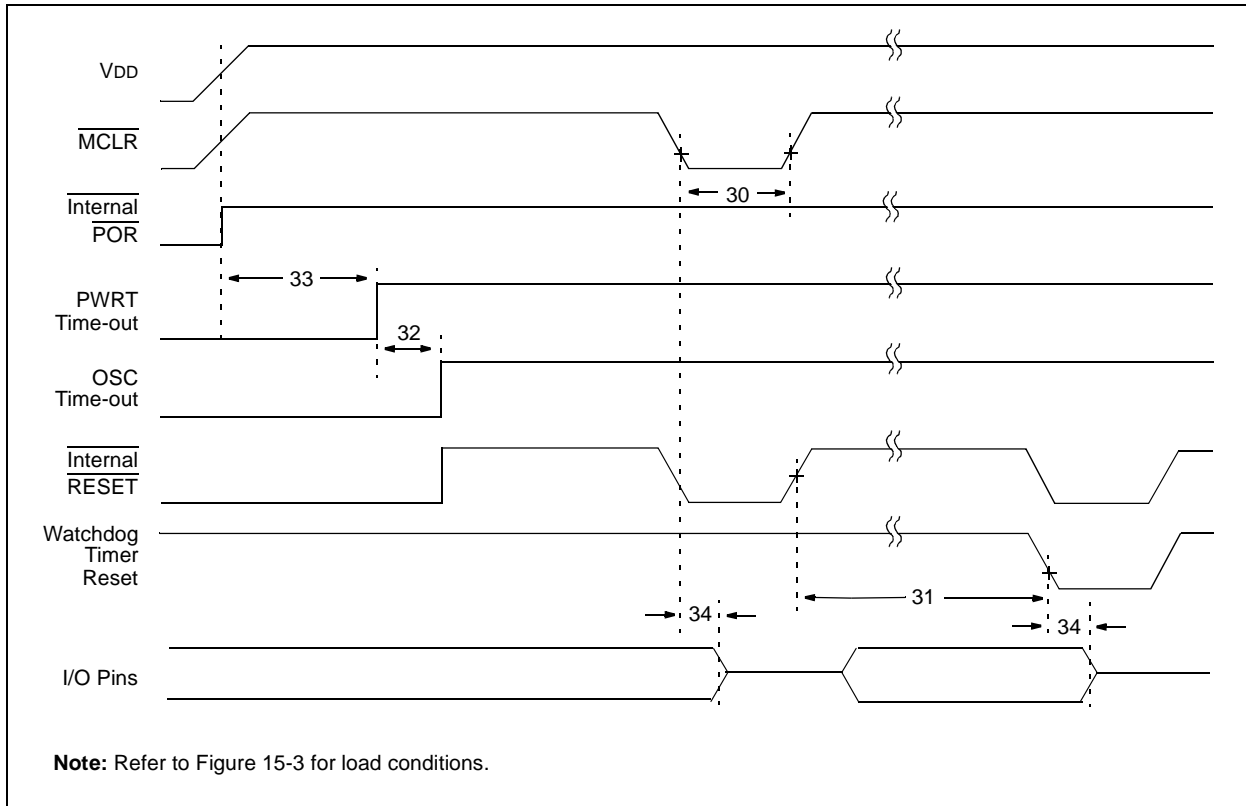 VDD
MCLR
30
Internal
POR
33
PWRT
Time-out
32
OSC
Time-out
Internal
RESET
Watchdog
Timer
Reset
31
34
34
I/O Pins
Note: Refer to Figure 15-3 for load conditions.